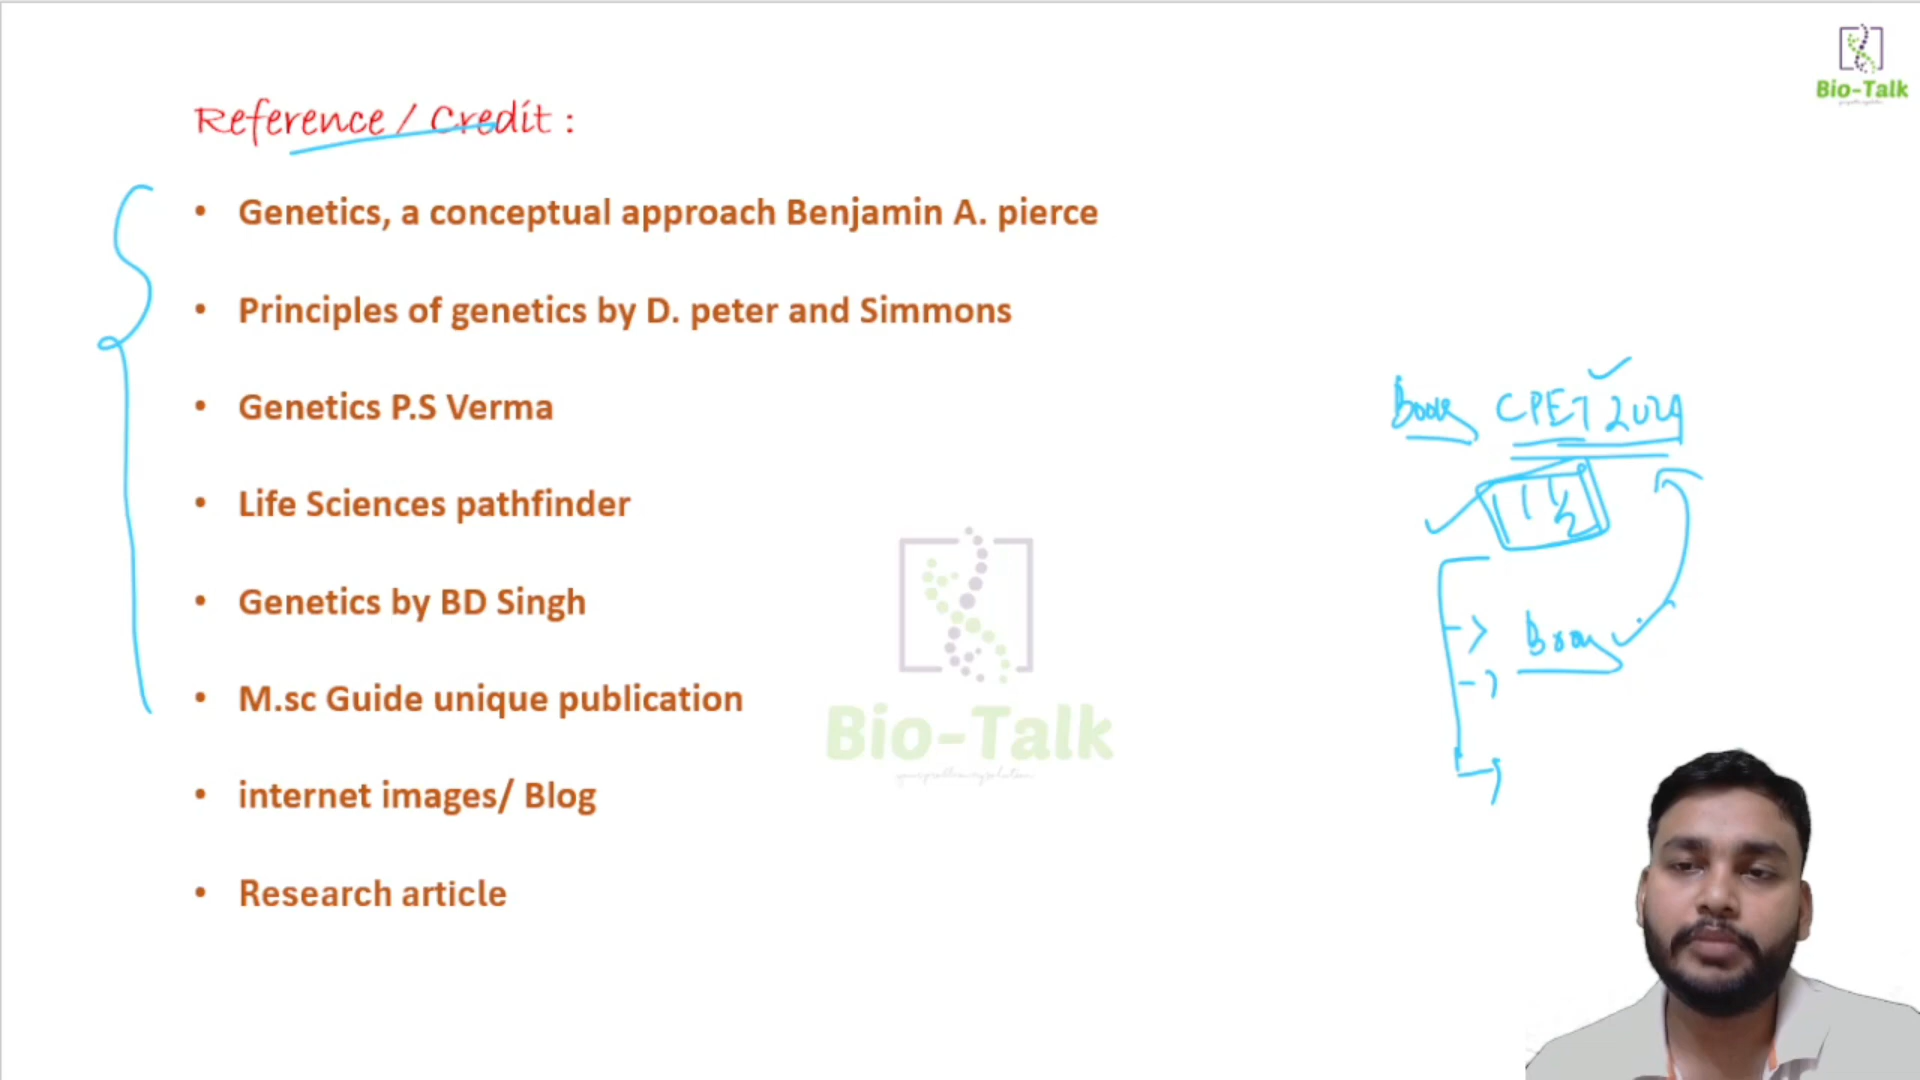 Bio-Talk
Reference / Credit :
• Genetics, a conceptual approach Benjamin A. pierce
• Principles of genetics by D. peter and Simmons
• Genetics P.S Verma
• Life Sciences pathfinder
• Genetics by BD Singh
• M.sc Guide unique publication
• internet images/ Blog
• Research article
CPET 2024
Bio-Talk